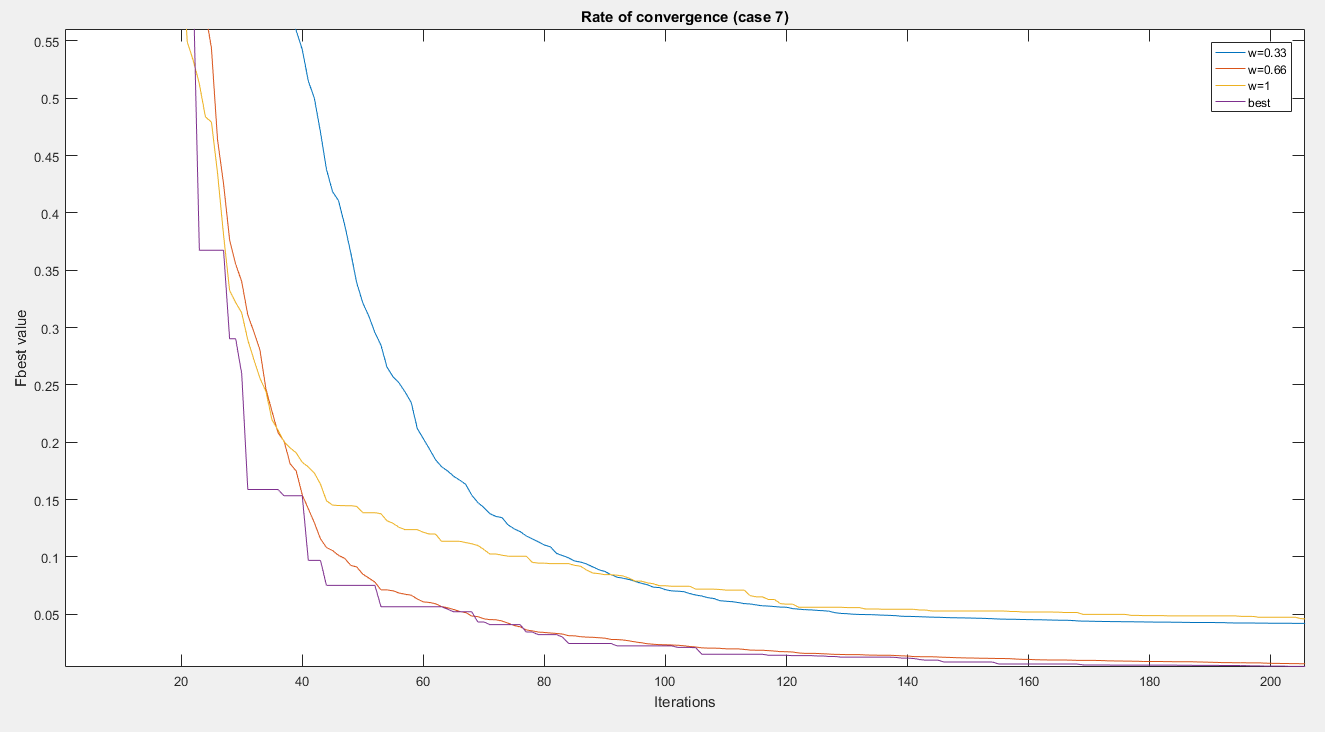 Rate of convergence (case 7)
w=0.33
w=0.66
w=1
best
Fbest value
0.55
0.5
0.45
0.4
0.35
0.3
0.25
0.2
0.15
0.1
0.05
20 40 60 80 100 120 140 160 180 200
Iterations